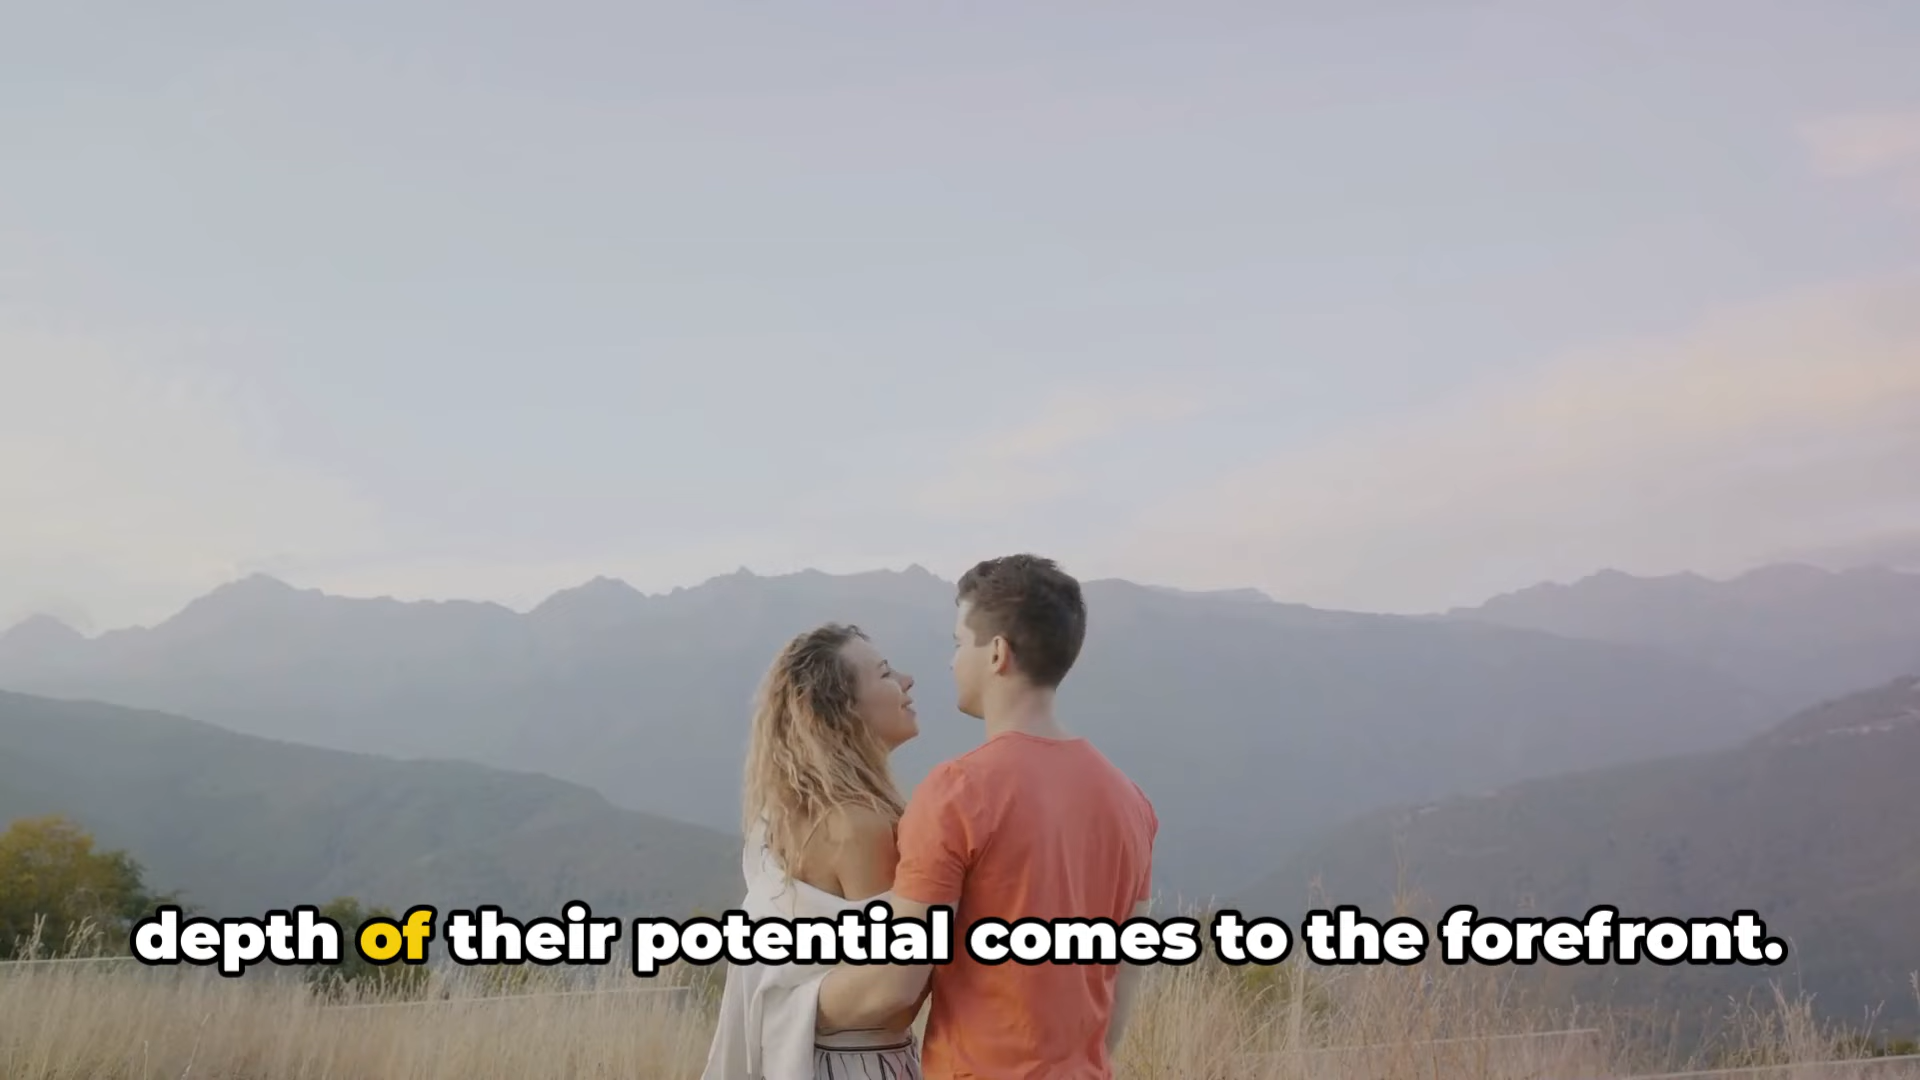 depth of their potential comes to the forefront.